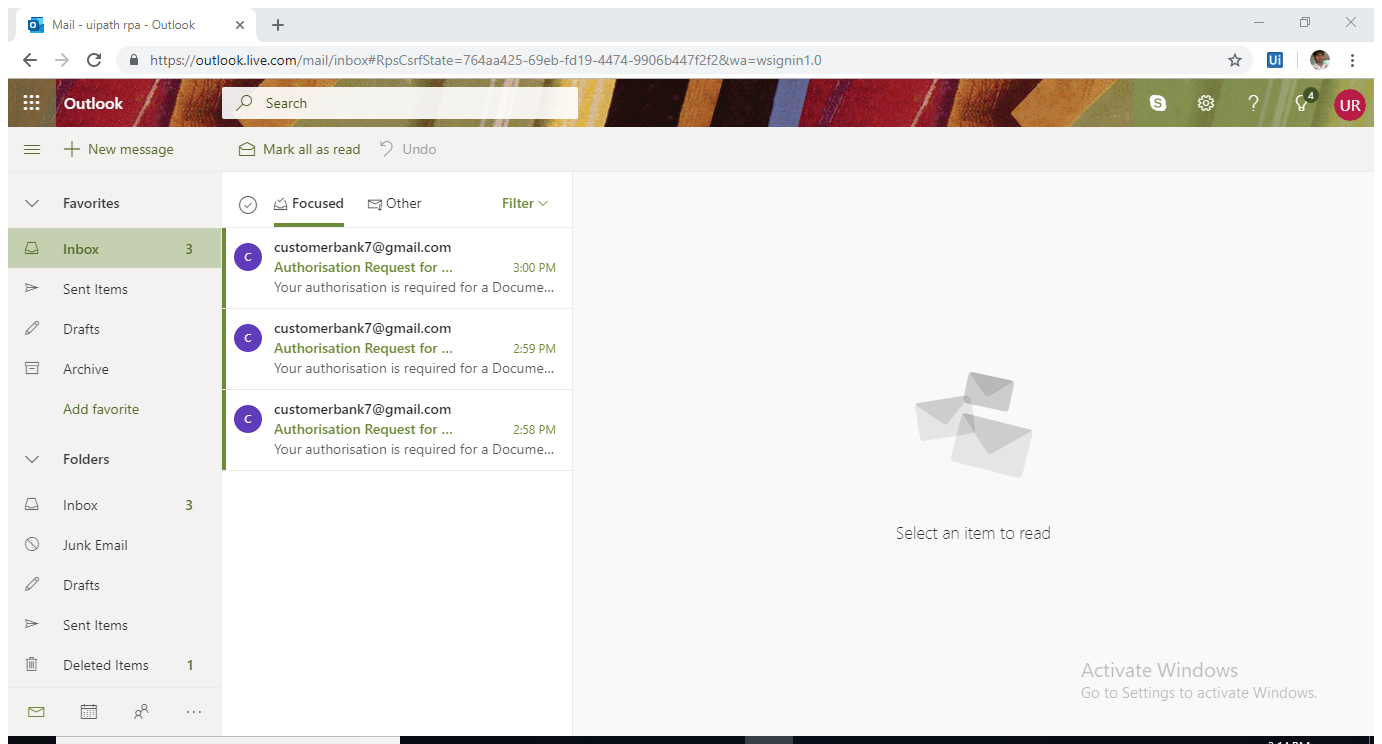 Mail - uipath rpa - Outlook
https://outlook.live.com/mail/inbox#RpsCsrfState=764aa425-69eb-fd19-4474-9906b447f2f2&wa=wsignin1.0
Ui
Outlook
Search
S
?
4
UR
New message
Mark all as read
Undo
Favorites
Inbox 3
Sent Items
Drafts
Archive
Add favorite
Folders
Inbox 3
Junk Email
Drafts
Sent Items
Deleted Items 1
Focused
Other
Filter
C
customerbank7@gmail.com
Authorisation Request for ... 3:00 PM
Your authorisation is required for a Docume...
C
customerbank7@gmail.com
Authorisation Request for ... 2:59 PM
Your authorisation is required for a Docume...
C
customerbank7@gmail.com
Authorisation Request for ... 2:58 PM
Your authorisation is required for a Docume...
Select an item to read
Activate Windows
Go to Settings to activate Windows.